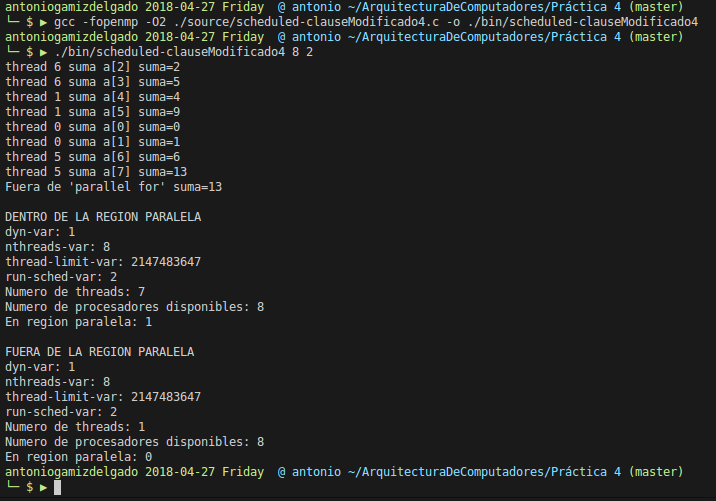 antoniogamizdelgado 2018-04-27 Friday  @ antonio ~/ArquitecturaDeComputadores/Práctica 4 (master)
└─ $ ▶ gcc -fopenmp -O2 ./source/scheduled-clauseModificado4.c -o ./bin/scheduled-clauseModificado4
antoniogamizdelgado 2018-04-27 Friday  @ antonio ~/ArquitecturaDeComputadores/Práctica 4 (master)
└─ $ ▶ ./bin/scheduled-clauseModificado4 8 2
thread 6 suma a[2] suma=2
thread 6 suma a[3] suma=5
thread 1 suma a[4] suma=4
thread 1 suma a[5] suma=9
thread 0 suma a[0] suma=0
thread 0 suma a[1] suma=1
thread 5 suma a[6] suma=6
thread 5 suma a[7] suma=13
Fuera de 'parallel for' suma=13

DENTRO DE LA REGION PARALELA
dyn-var: 1
nthreads-var: 8
thread-limit-var: 2147483647
run-sched-var: 2
Numero de threads: 7
Numero de procesadores disponibles: 8
En region paralela: 1

FUERA DE LA REGION PARALELA
dyn-var: 1
nthreads-var: 8
thread-limit-var: 2147483647
run-sched-var: 2
Numero de threads: 1
Numero de procesadores disponibles: 8
En region paralela: 0
antoniogamizdelgado 2018-04-27 Friday  @ antonio ~/ArquitecturaDeComputadores/Práctica 4 (master)
└─ $ ▶